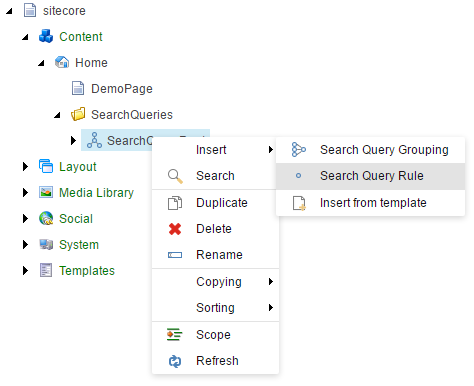 sitecore
Content
Home
DemoPage
SearchQueries
Insert
Search
Duplicate
Delete
Rename
Copying
Sorting
Scope
Refresh
Search Query Grouping
Search Query Rule
Insert from template
Layout
Media Library
Social
System
Templates